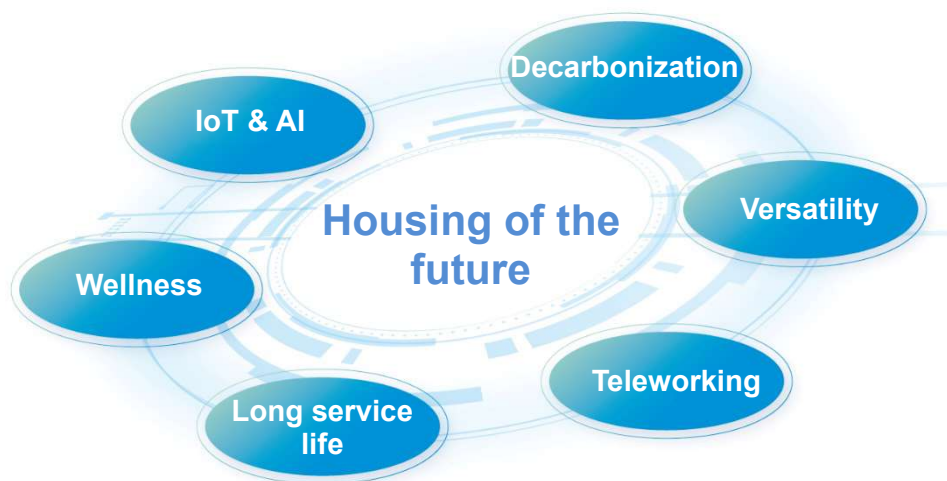 Decarbonization
IoT & AI
Versatility
Housing of the
future
Wellness
Teleworking
Long service
life